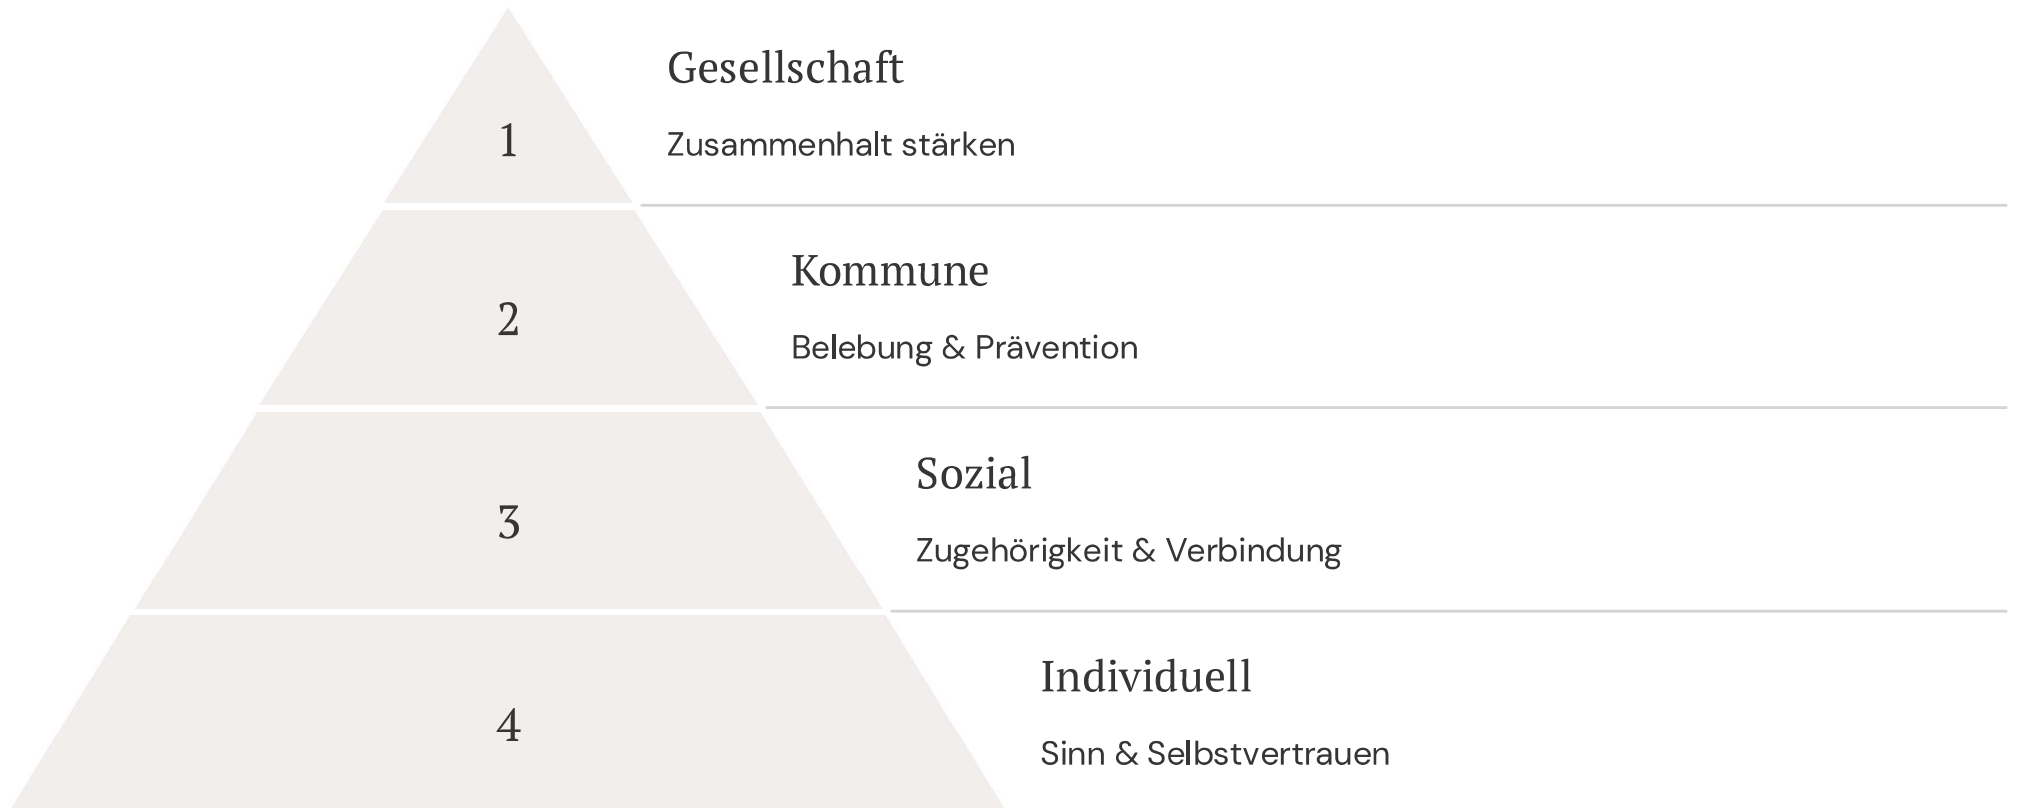 Gesellschaft
1
Zusammenhalt stärken
Kommune
2
Belebung & Prävention
Sozial
3
Zugehörigkeit & Verbindung
Individuell
4
Sinn & Selbstvertrauen